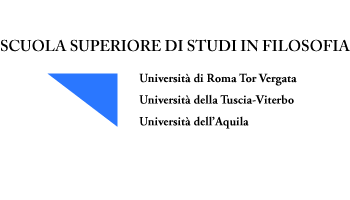 SCUOLA SUPERIORE DI STUDI IN FILOSOFIA
Università di Roma Tor Vergata
Università della Tuscia-Viterbo
Università dell'Aquila